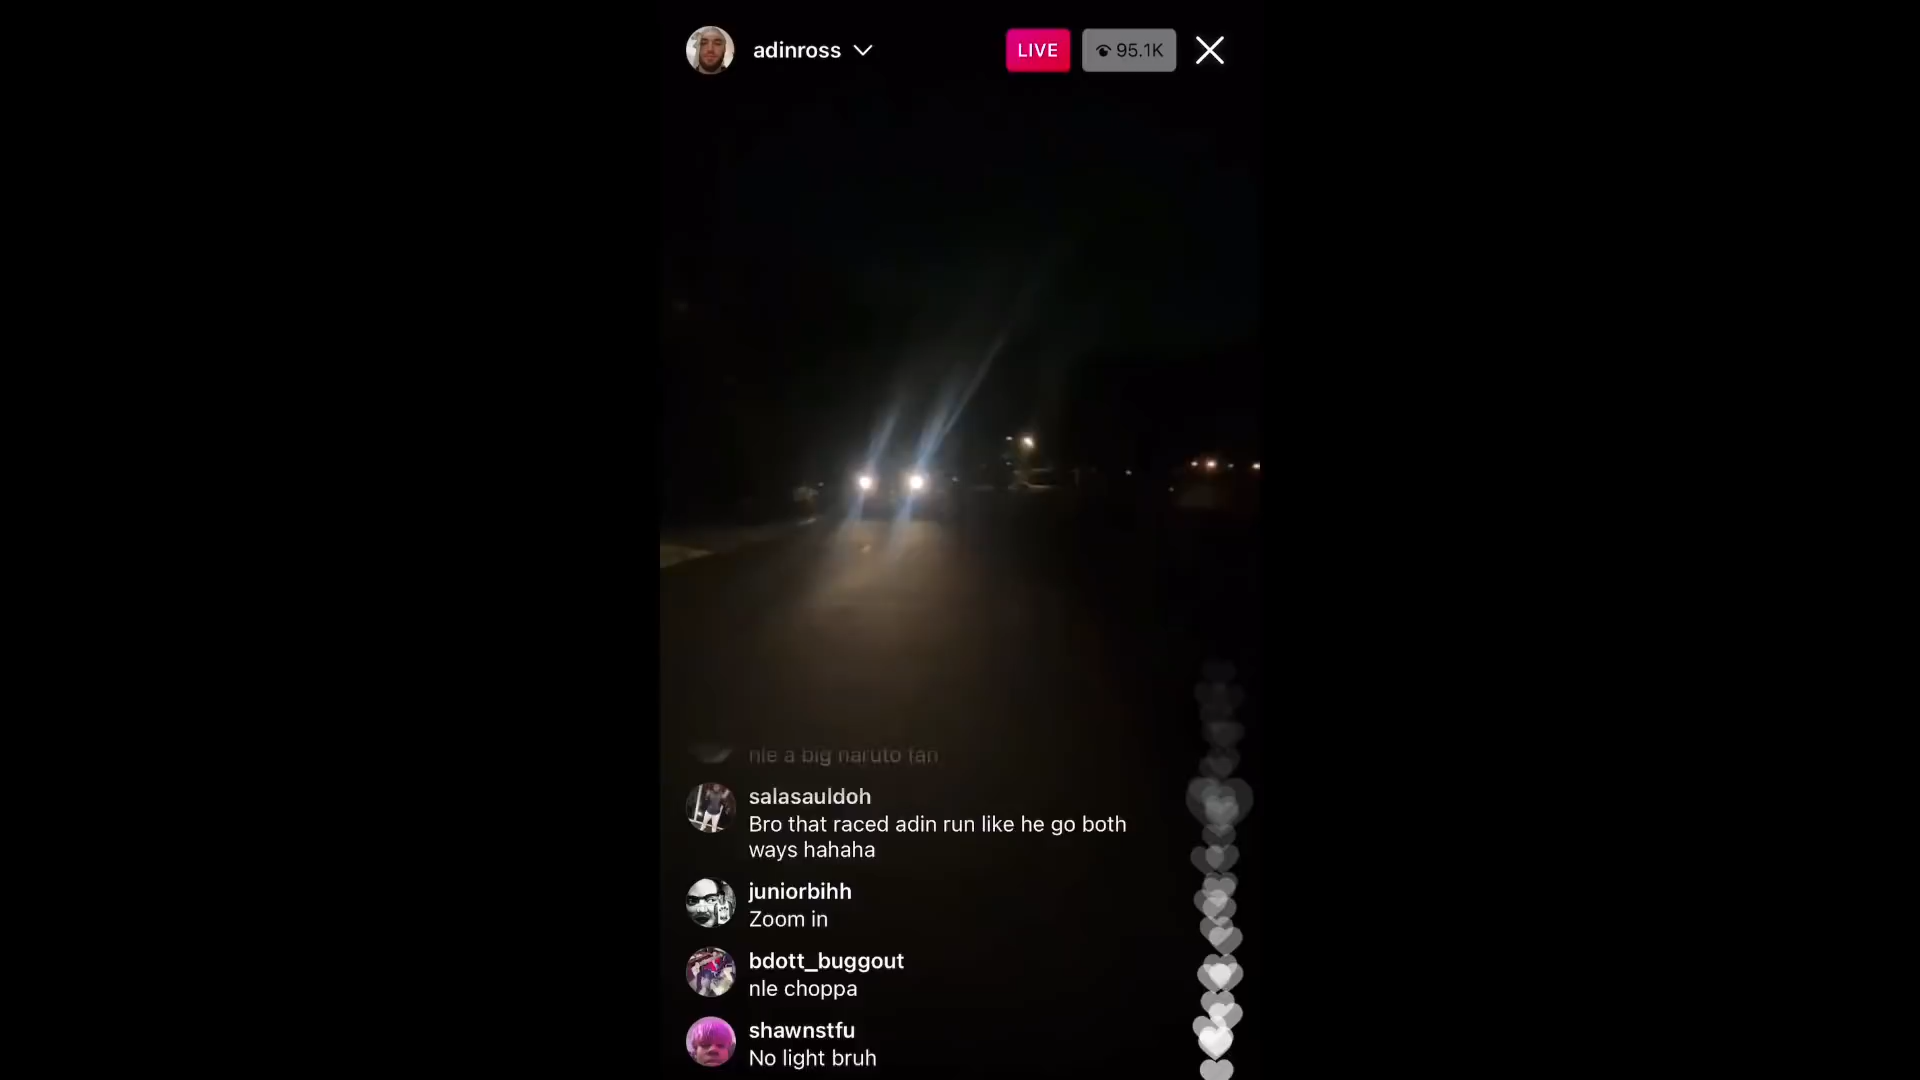 adinross
LIVE
95.1K
nle a big naruto fan
salasauldoh
Bro that raced adin run like he go both
ways hahaha
juniorbihh
Zoom in
bdott_buggout
nle choppa
shawnstfu
No light bruh